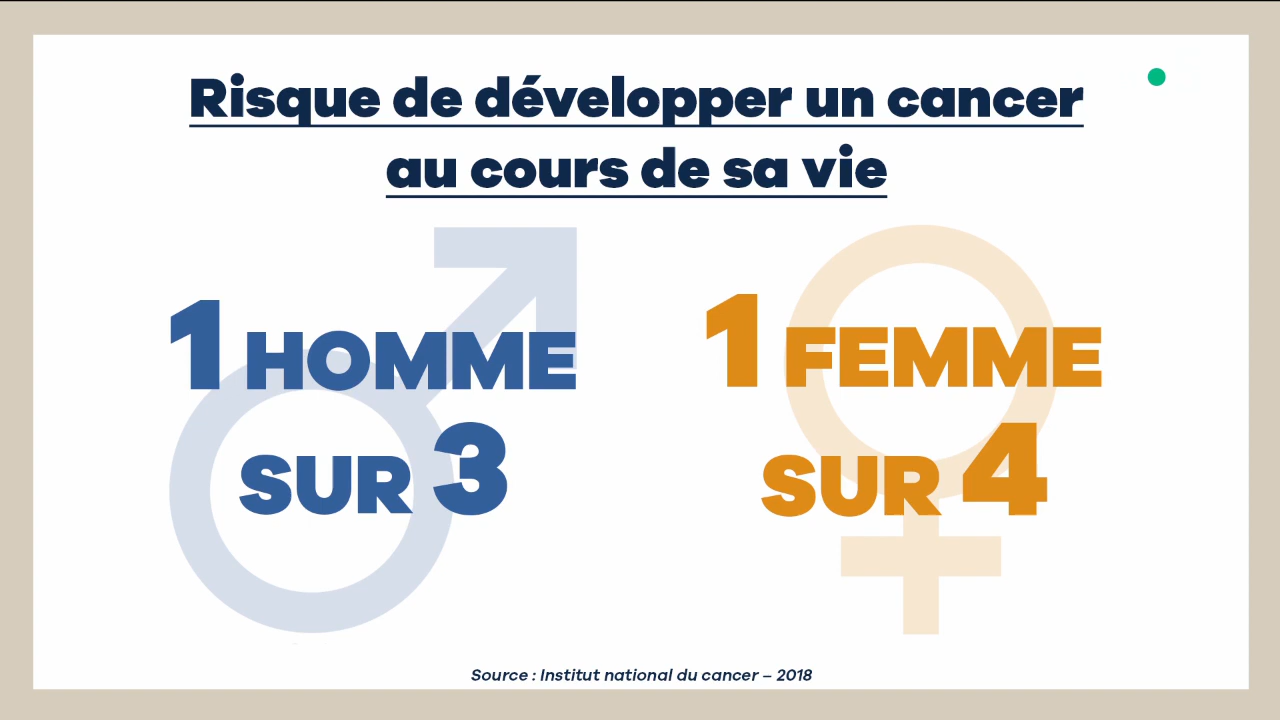 Risque de développer un cancer
au cours de sa vie
1 HOMME
SUR 3
1 FEMME
SUR 4
Source : Institut national du cancer – 2018